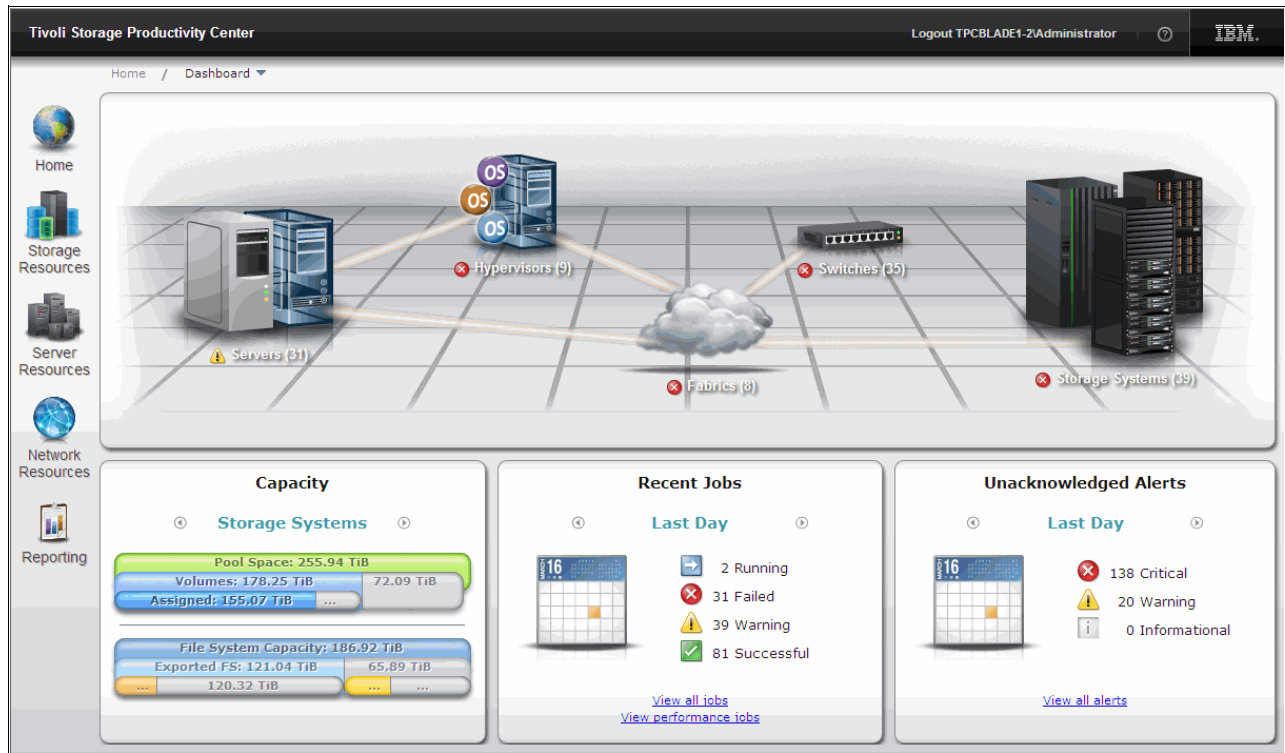 Tivoli Storage Productivity Center
Logout TPCBLADE1-2\Administrator
?
IBM.
Home / Dashboard
Home
Storage
Resources
Server
Resources
Network
Resources
Reporting
OS
OS
OS
Hypervisors (9)
Switches (35)
Servers (31)
Fabrics (8)
Storage Systems (39)
Capacity
Storage Systems
Pool Space: 255.94 TiB
Volumes: 178.25 TiB
72.09 TiB
Assigned: 155.07 TiB
...
File System Capacity: 186.92 TiB
Exported FS: 121.04 TiB
65.89 TiB
...
120.32 TiB
...
...
Recent Jobs
Last Day
MARCH
16
2 Running
31 Failed
39 Warning
81 Successful
View all jobs
View performance jobs
Unacknowledged Alerts
Last Day
MARCH
16
138 Critical
20 Warning
i
0 Informational
View all alerts